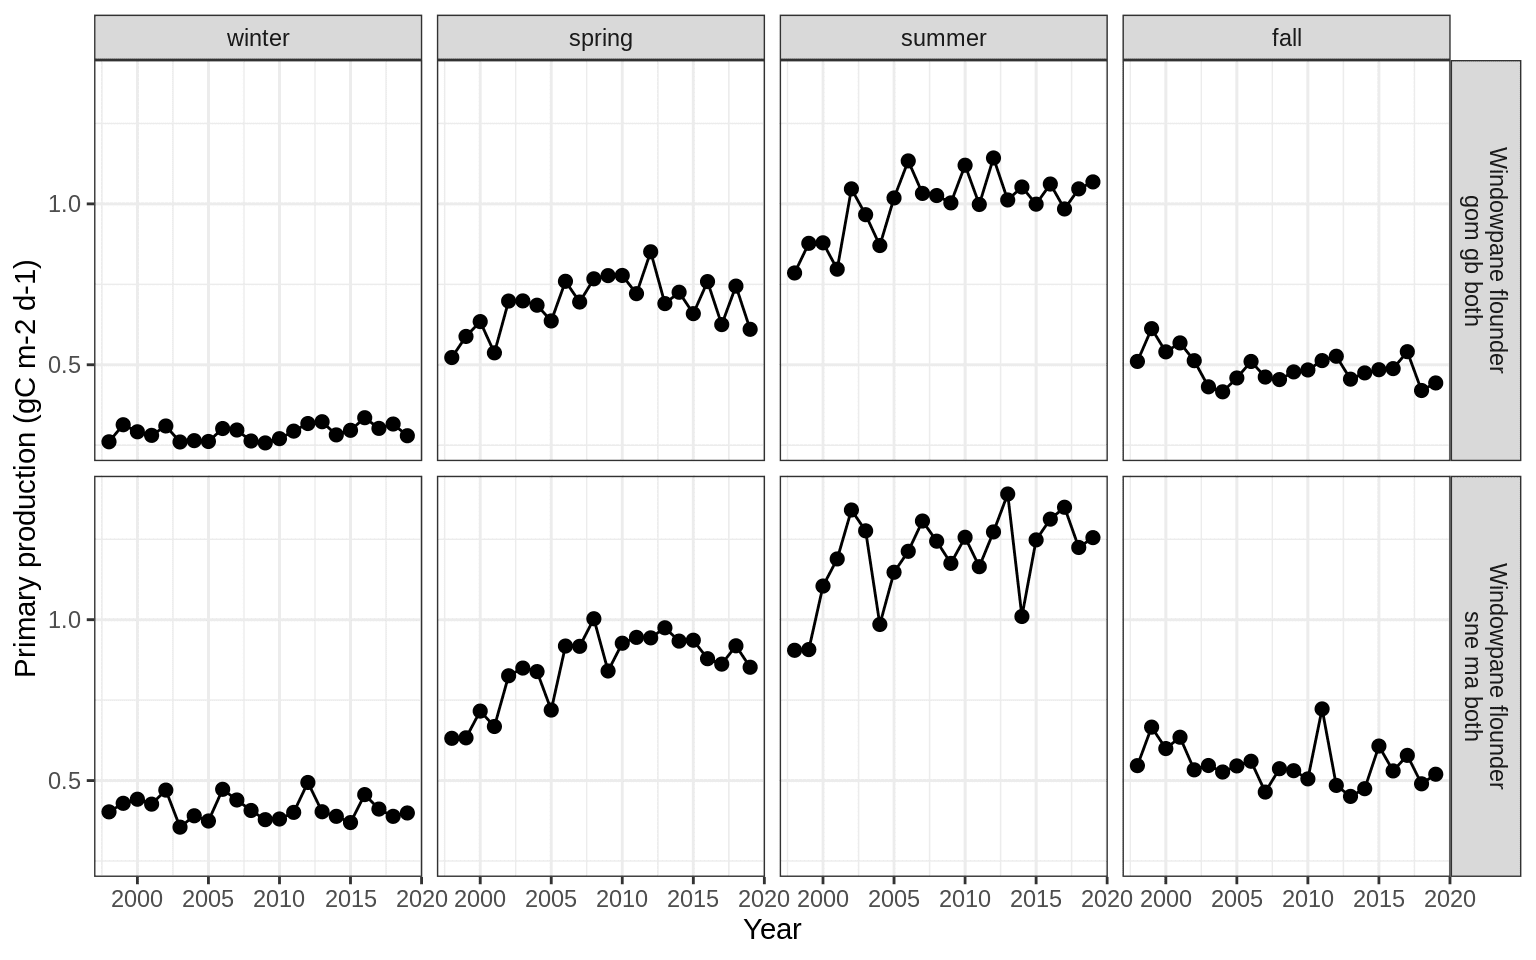 winter spring summer fall
Primary production (gC m-2 d-1)
1.0
0.5
Windowpane flounder
gom gb both
1.0
0.5
Windowpane flounder
sne ma both
2000 2005 2010 2015 2020 2000 2005 2010 2015 2020 2000 2005 2010 2015 2020 2000 2005 2010 2015 2020
Year